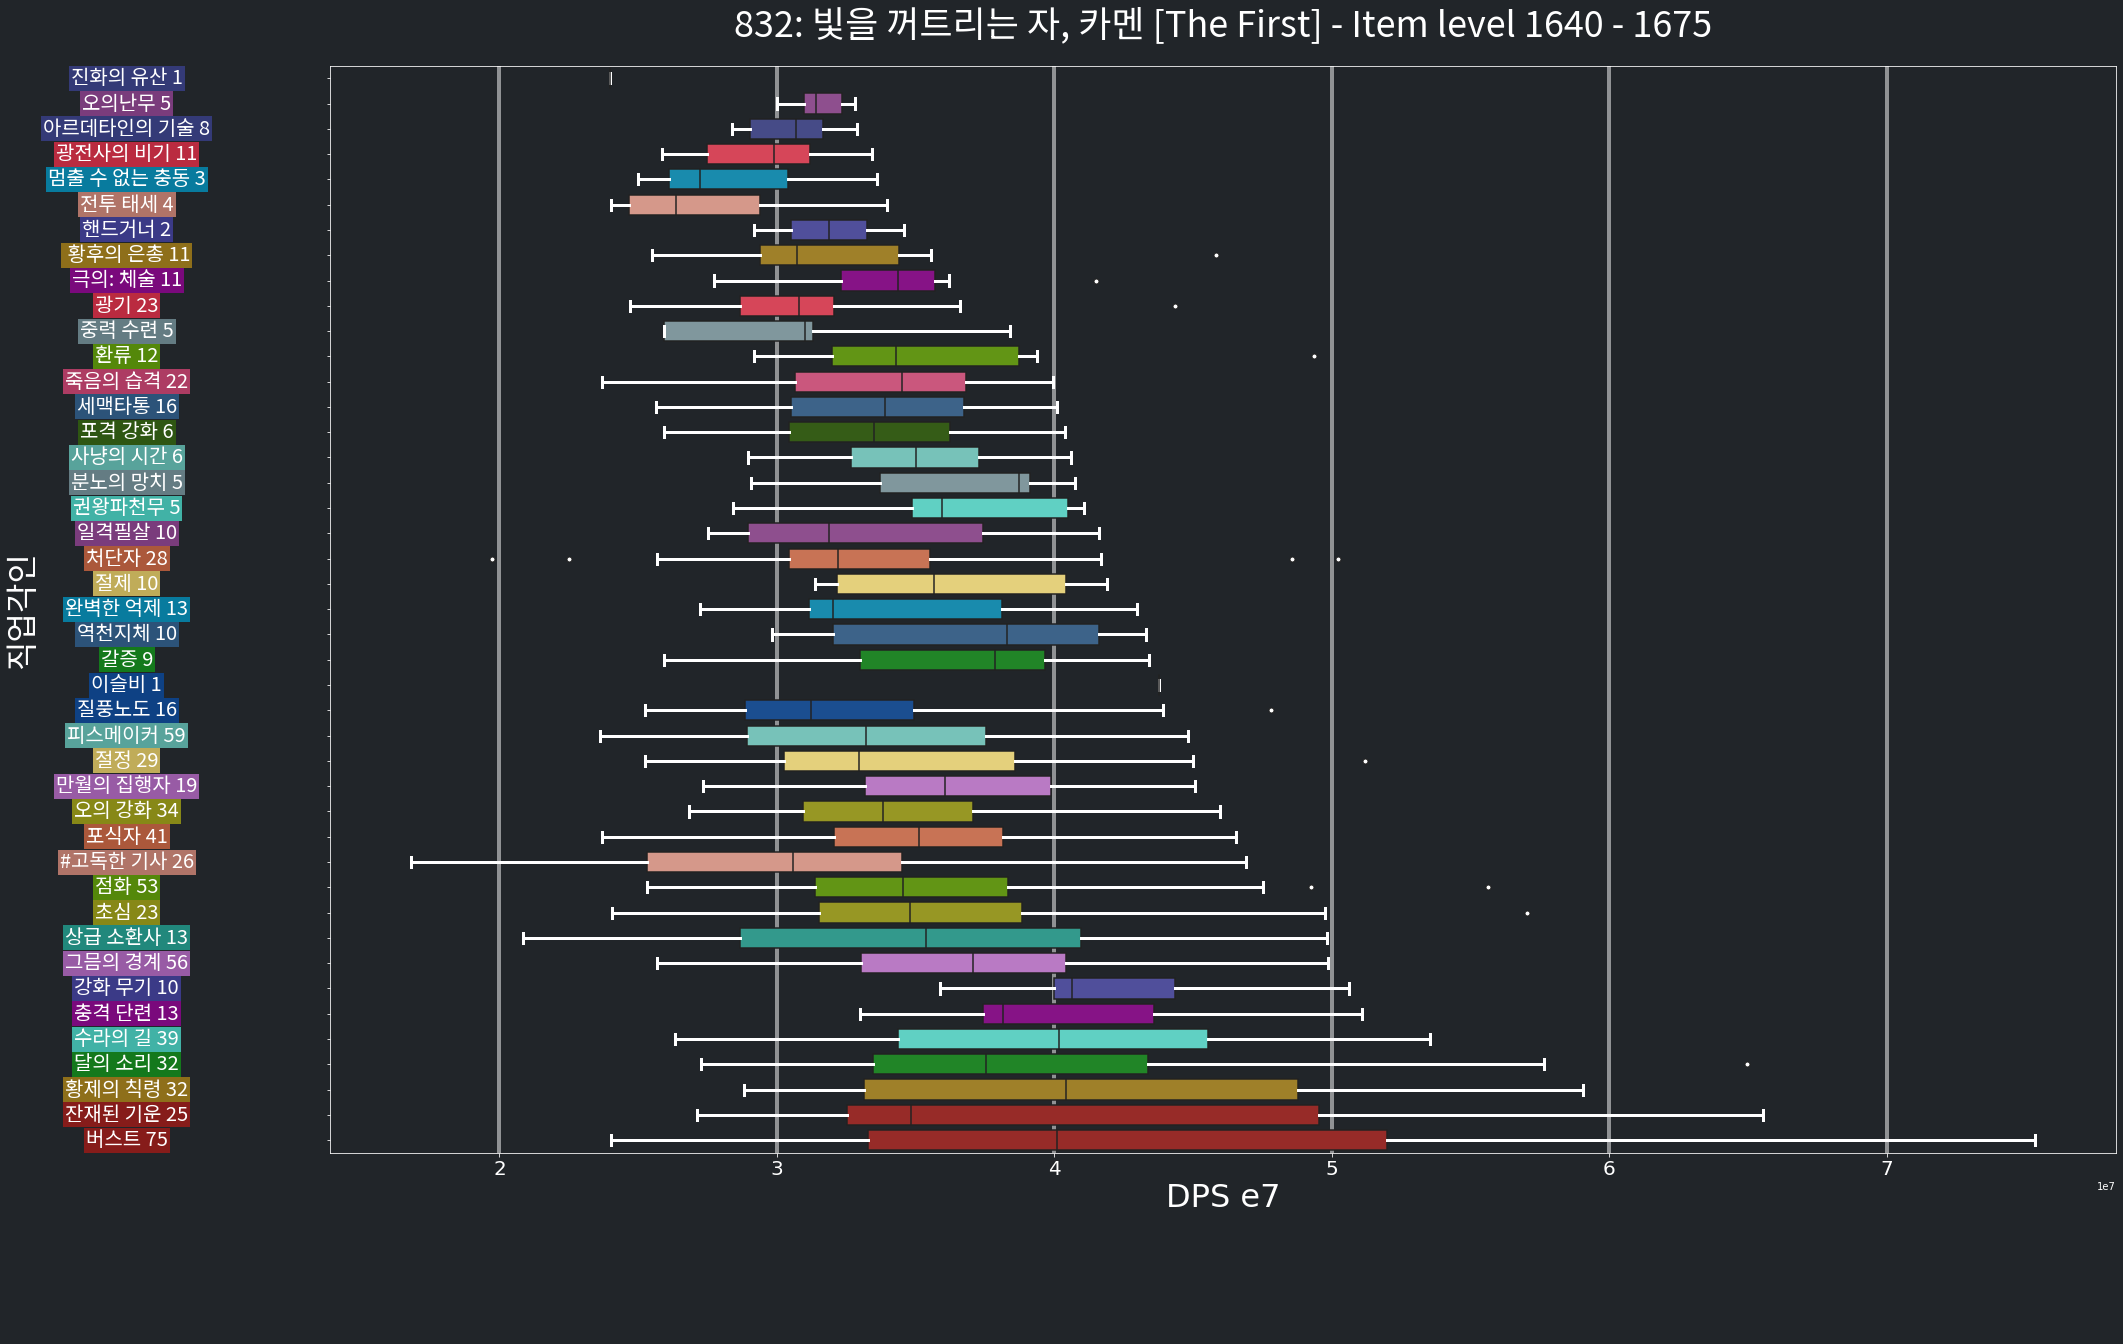 832: 빛을 꺼트리는 자, 카멘 [The First] - Item level 1640 - 1675
진화의 유산 1
오의난무 5
아르데타인의 기술 8
광전사의 비기 11
멈출 수 없는 충동 3
전투 태세 4
핸드거너 2
황후의 은총 11
극의: 체술 11
광기 23
중력 수련 5
환류 12
죽음의 습격 22
세맥타통 16
포격 강화 6
사냥의 시간 6
분노의 망치 5
권왕파천무 5
일격필살 10
처단자 28
절제 10
완벽한 억제 13
역천지체 10
갈증 9
이슬비 1
질풍노도 16
피스메이커 59
절정 29
만월의 집행자 19
오의 강화 34
포식자 41
#고독한 기사 26
점화 53
초심 23
상급 소환사 13
그믐의 경계 56
강화 무기 10
충격 단련 13
수라의 길 39
달의 소리 32
황제의 칙령 32
잔재된 기운 25
버스트 75
직업각인
2 3 4 5 6 7
1e7
DPS e7